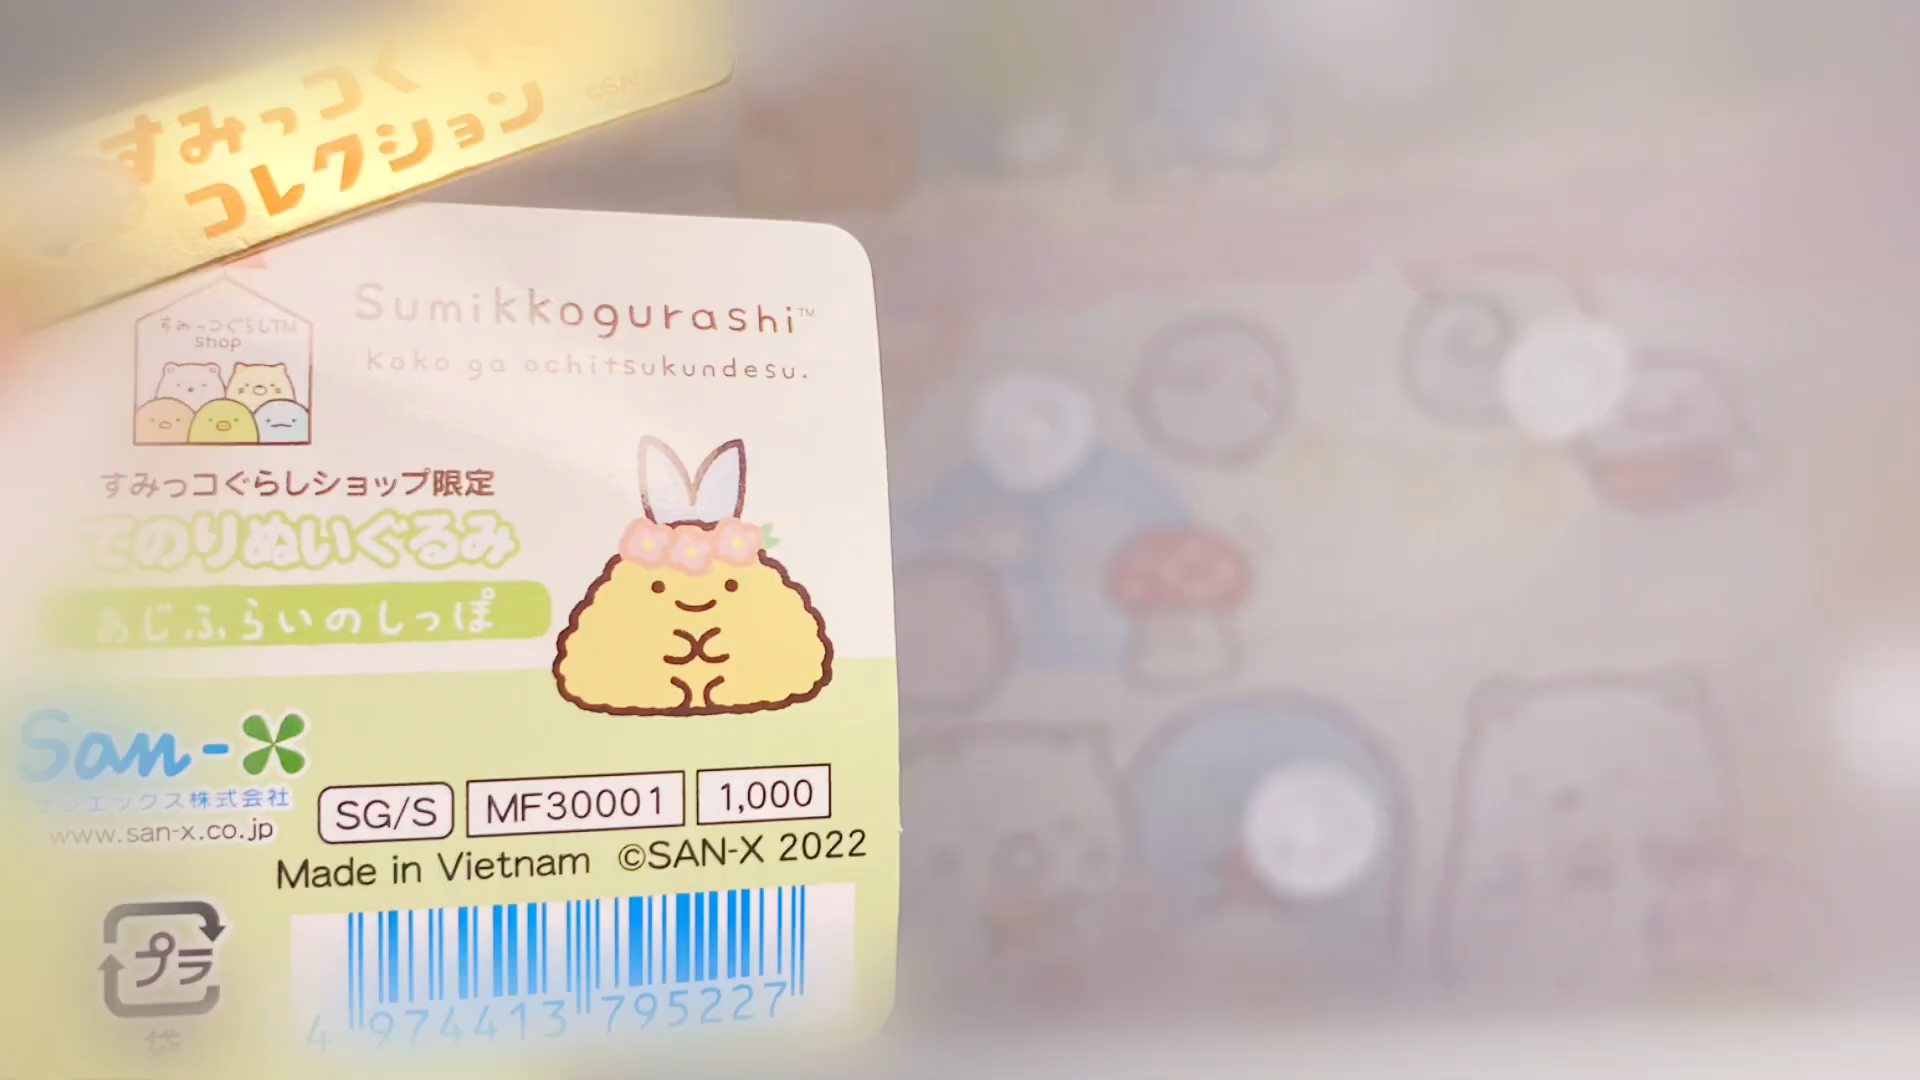 すみっコぐ
コレクション
©SAN
すみっコぐらしTM
shop
Sumikkogurashi™
Koko ga ochitsukundesu.
すみっコぐらしショップ限定
てのりぬいぐるみ
あじふらいのしっぽ
San-X
サンエックス株式会社
www.san-x.co.jp
SG/S
MF30001
1,000
Made in Vietnam ©SAN-X 2022
プラ
4 974413 795227